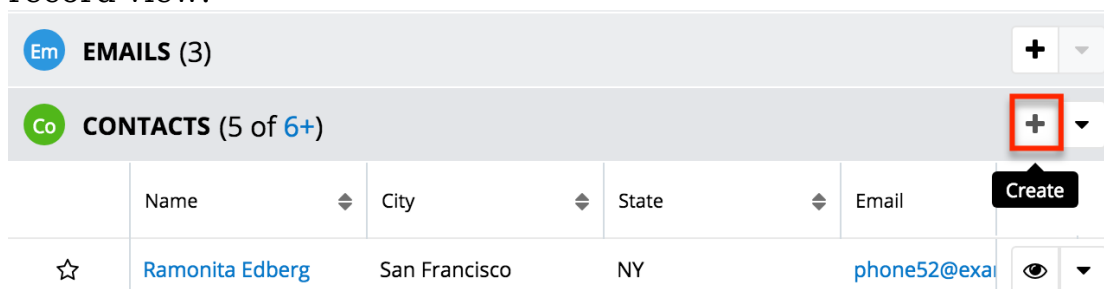 Em EMAILS (3)
Co CONTACTS (5 of 6+)
Create
Name City State Email
Ramonita Edberg San Francisco NY phone52@exa